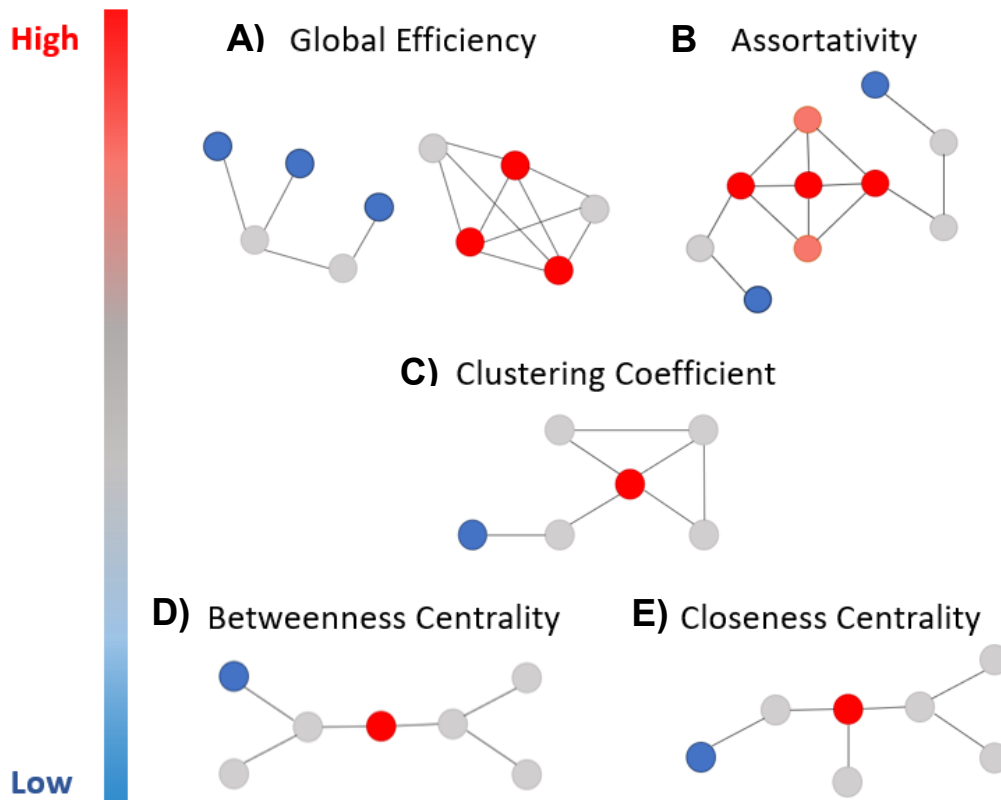 High
A) Global Efficiency
B Assortativity
C) Clustering Coefficient
D) Betweenness Centrality
E) Closeness Centrality
Low